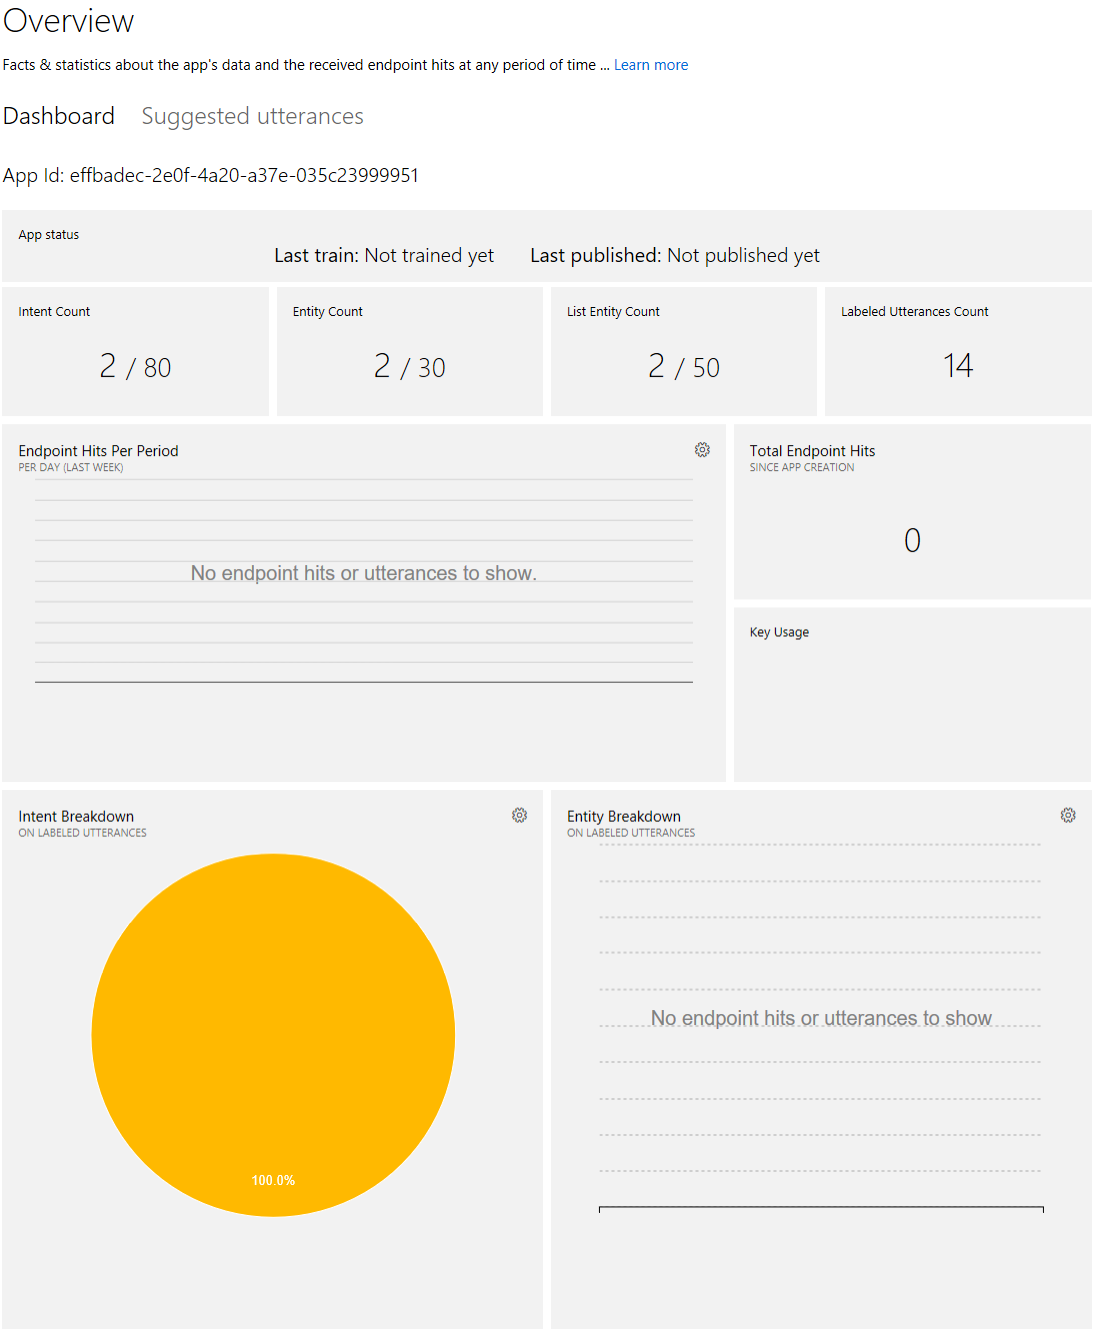 Overview
Facts & statistics about the app's data and the received endpoint hits at any period of time ... Learn more
Dashboard Suggested utterances
App Id: effbadec-2e0f-4a20-a37e-035c23999951
App status
Last train: Not trained yet Last published: Not published yet
Intent Count
2 / 80
Entity Count
2 / 30
List Entity Count
2 / 50
Labeled Utterances Count
14
Endpoint Hits Per Period
PER DAY (LAST WEEK)
No endpoint hits or utterances to show.
Total Endpoint Hits
SINCE APP CREATION
0
Key Usage
Intent Breakdown
ON LABELED UTTERANCES
100.0%
Entity Breakdown
ON LABELED UTTERANCES
No endpoint hits or utterances to show